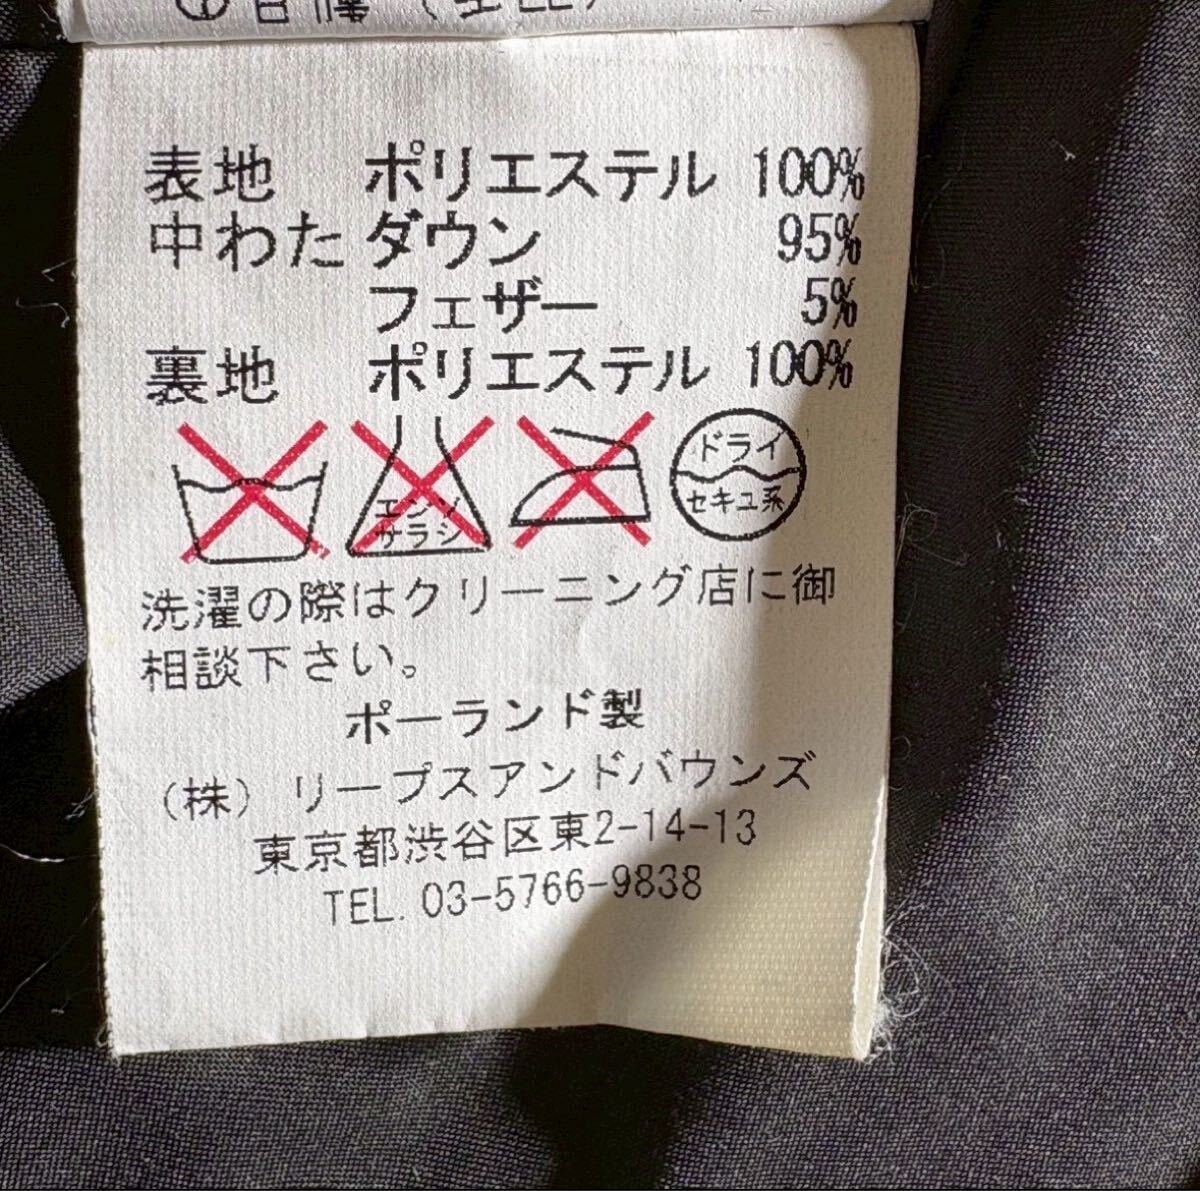 表地 ポリエステル 100%
中わた ダウン 95%
フェザー 5%
裏地 ポリエステル 100%
エンソ サラシ
ドライ セキユ系
洗濯の際はクリーニング店に御
相談下さい。
ポーランド製
（株）リープスアンドバウンズ
東京都渋谷区東2-14-13
TEL. 03-5766-9838